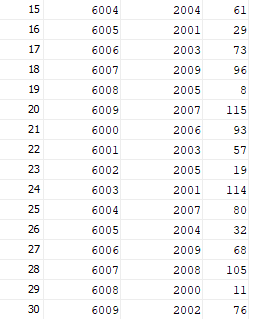 15 6004 2004 61
16 6005 2001 29
17 6006 2003 73
18 6007 2009 96
19 6008 2005 8
20 6009 2007 115
21 6000 2006 93
22 6001 2003 57
23 6002 2005 19
24 6003 2001 114
25 6004 2007 80
26 6005 2004 32
27 6006 2009 68
28 6007 2008 105
29 6008 2000 11
30 6009 2002 76